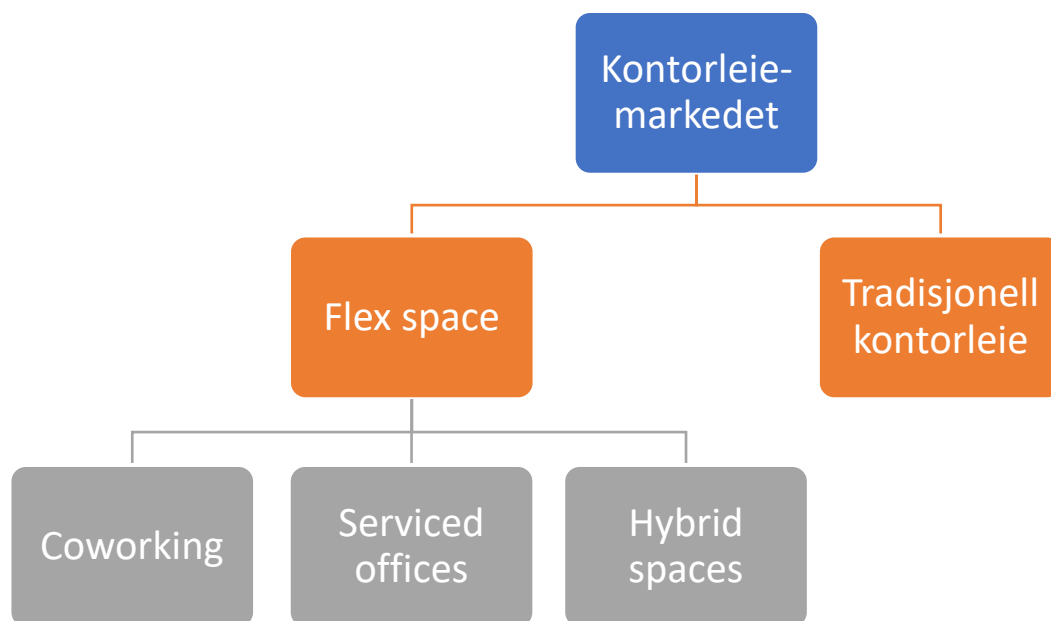 Kontorleie-
markedet
Flex space
Tradisjonell
kontorleie
Coworking
Serviced
offices
Hybrid
spaces